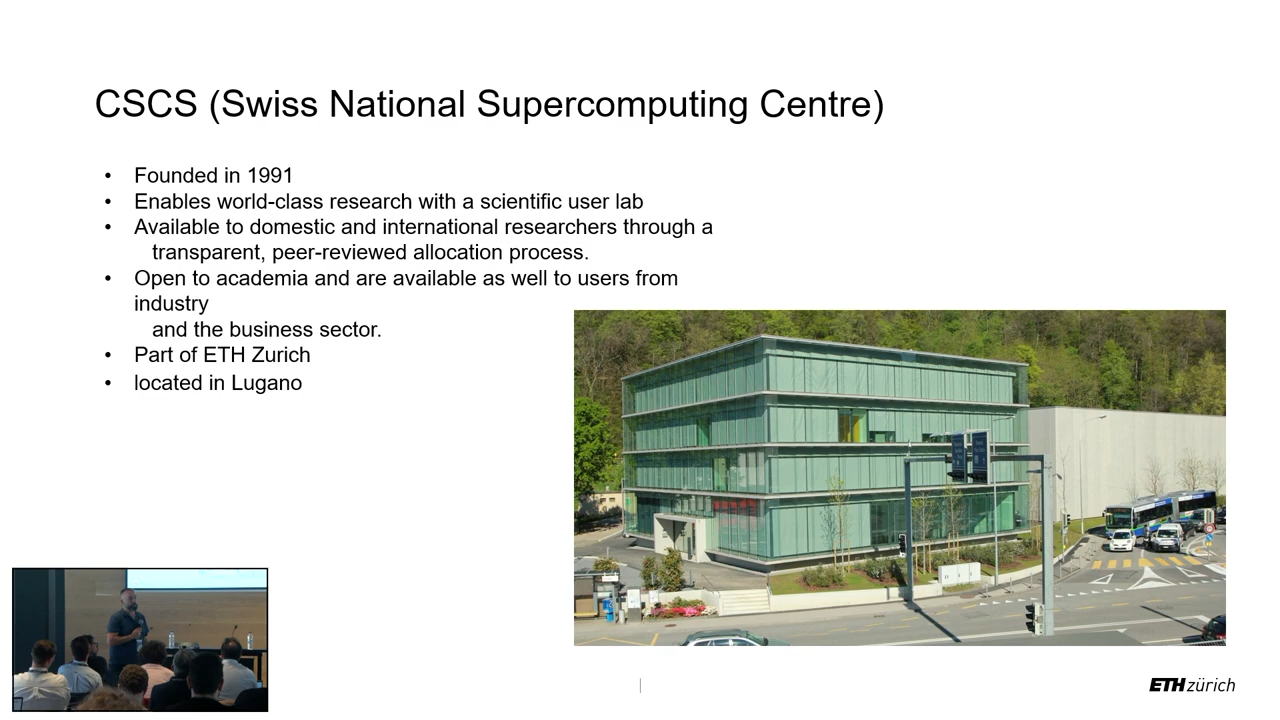 CSCS (Swiss National Supercomputing Centre)
• Founded in 1991
• Enables world-class research with a scientific user lab
• Available to domestic and international researchers through a
transparent, peer-reviewed allocation process.
• Open to academia and are available as well to users from
industry
and the business sector.
• Part of ETH Zurich
• located in Lugano
ETH zürich